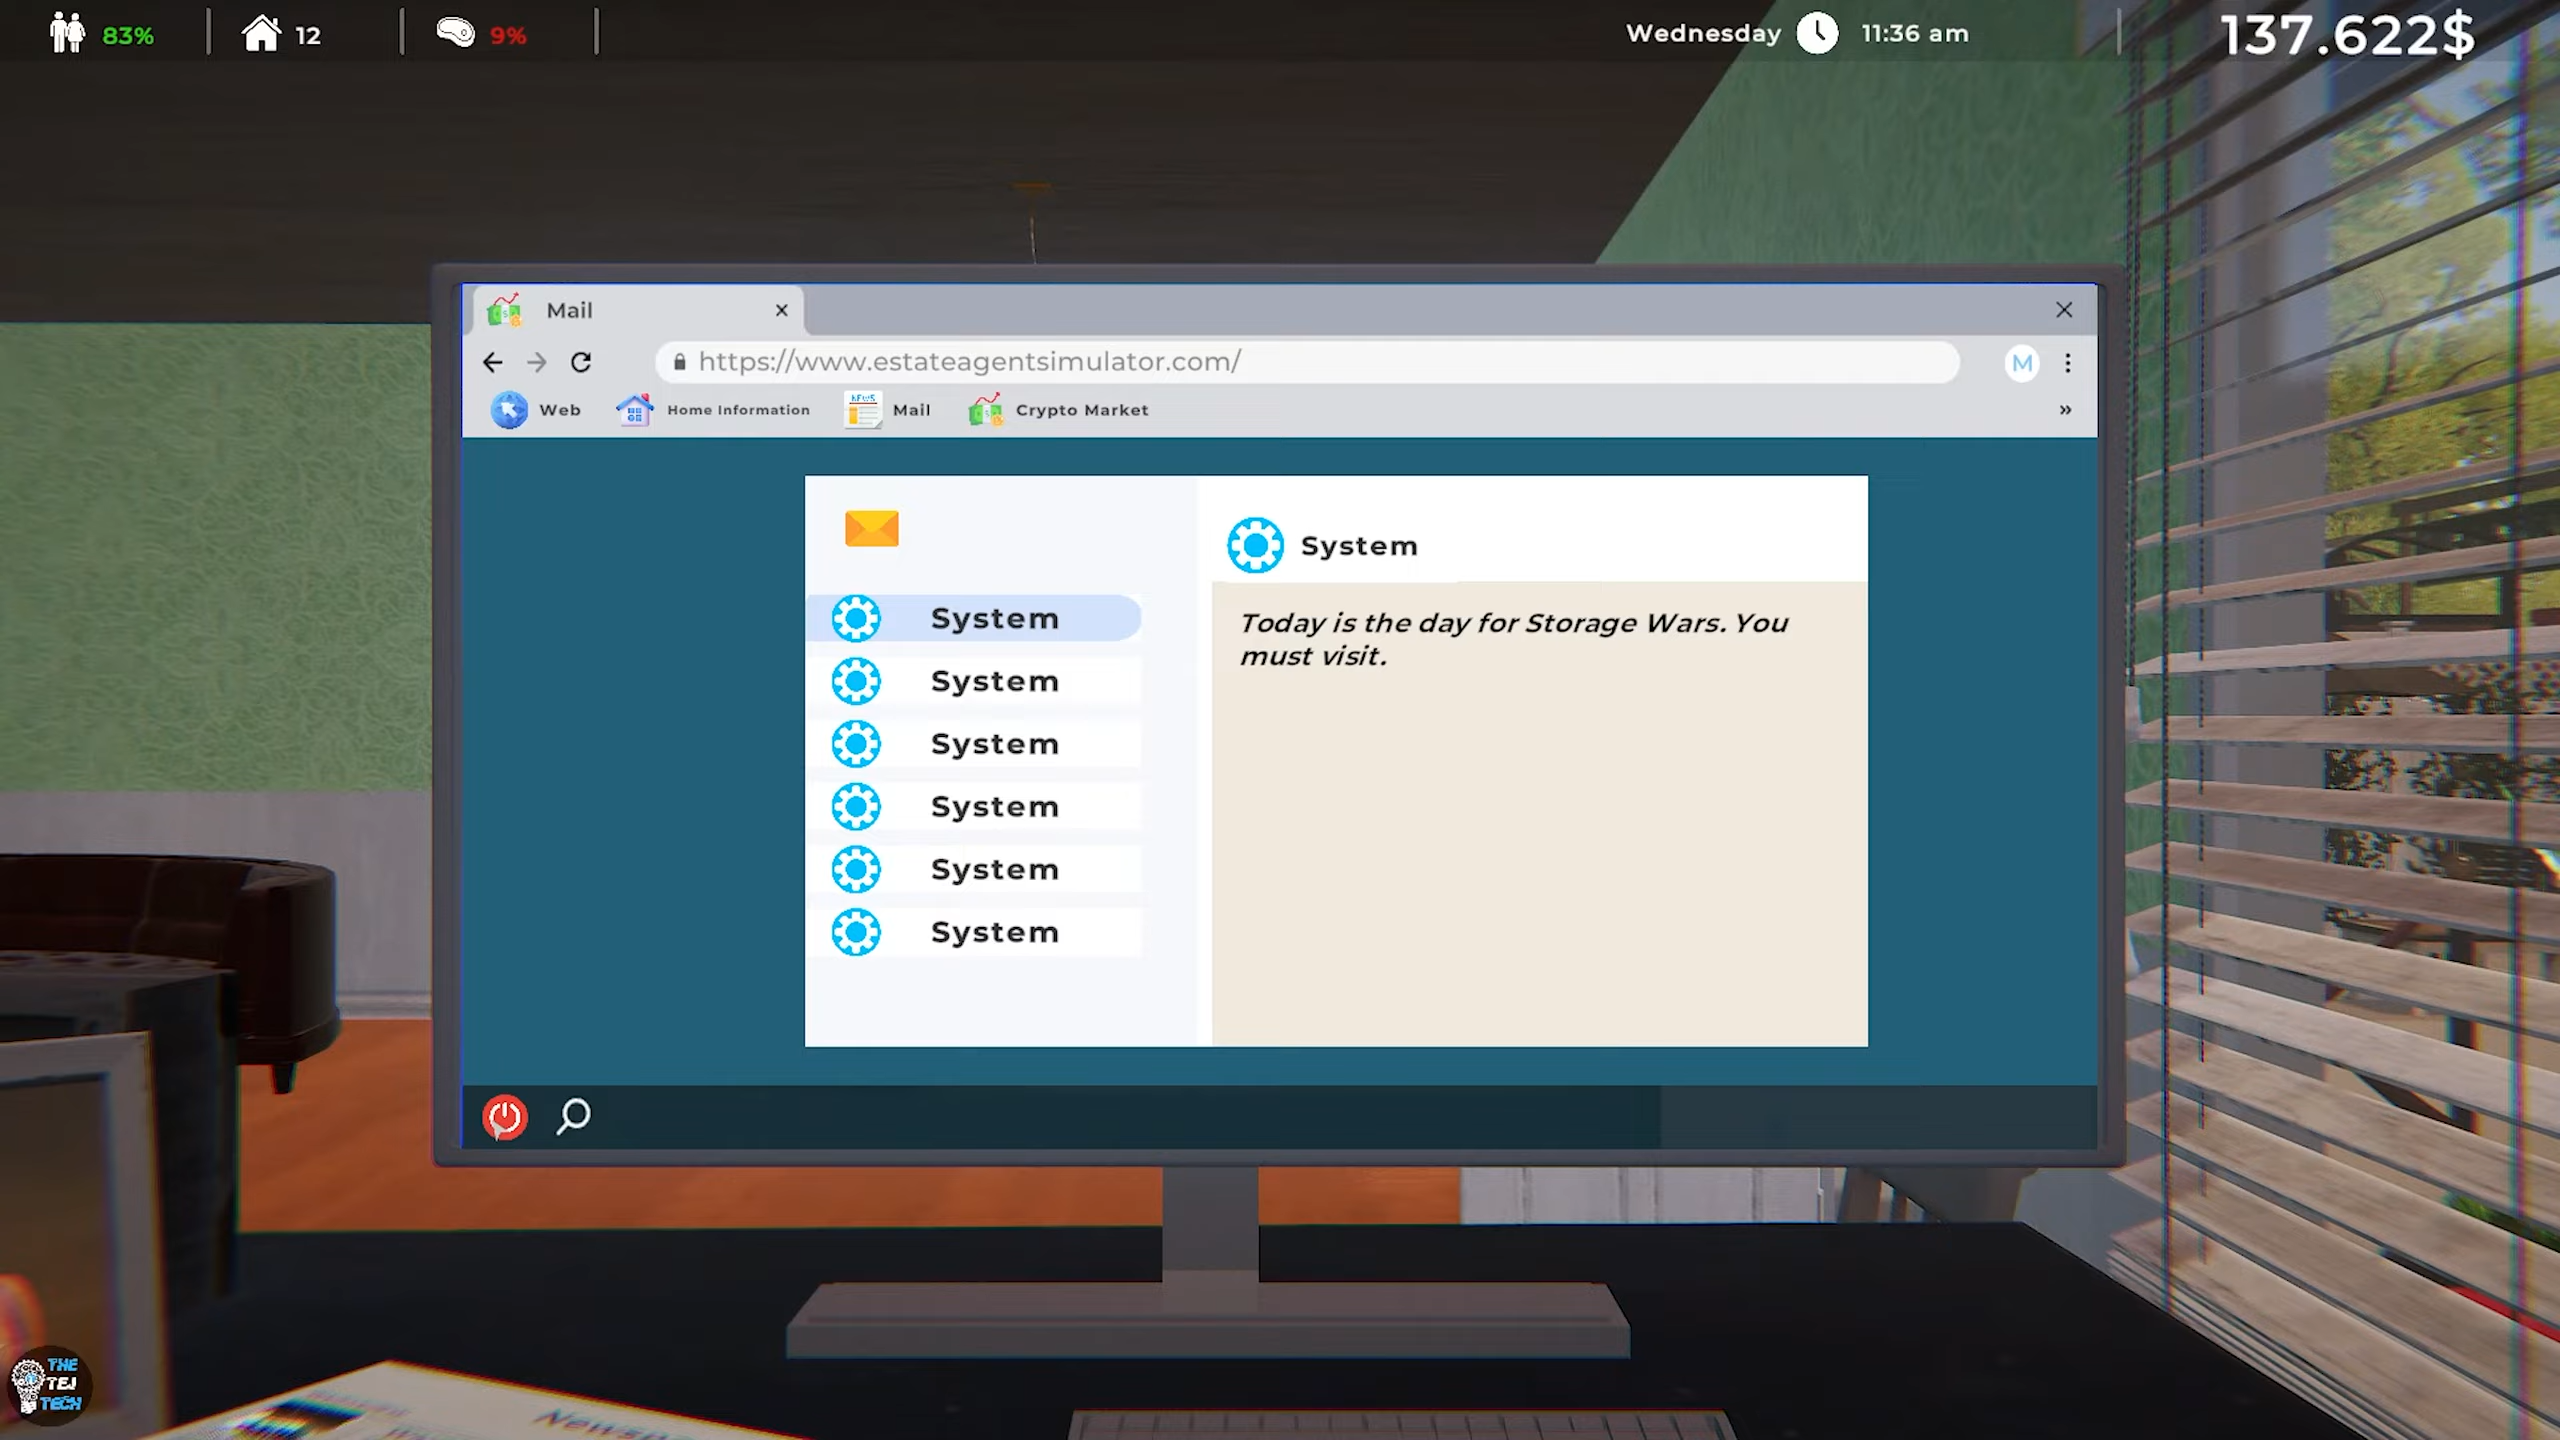 83%
12
9%
Wednesday
11:36 am
137.622$
Mail
https://www.estateagentsimulator.com/
M
Web
Home Information
NEWS
Mail
Crypto Market
»
System
System
System
System
System
System
System
Today is the day for Storage Wars. You
must visit.
THE
TEJ
TECH